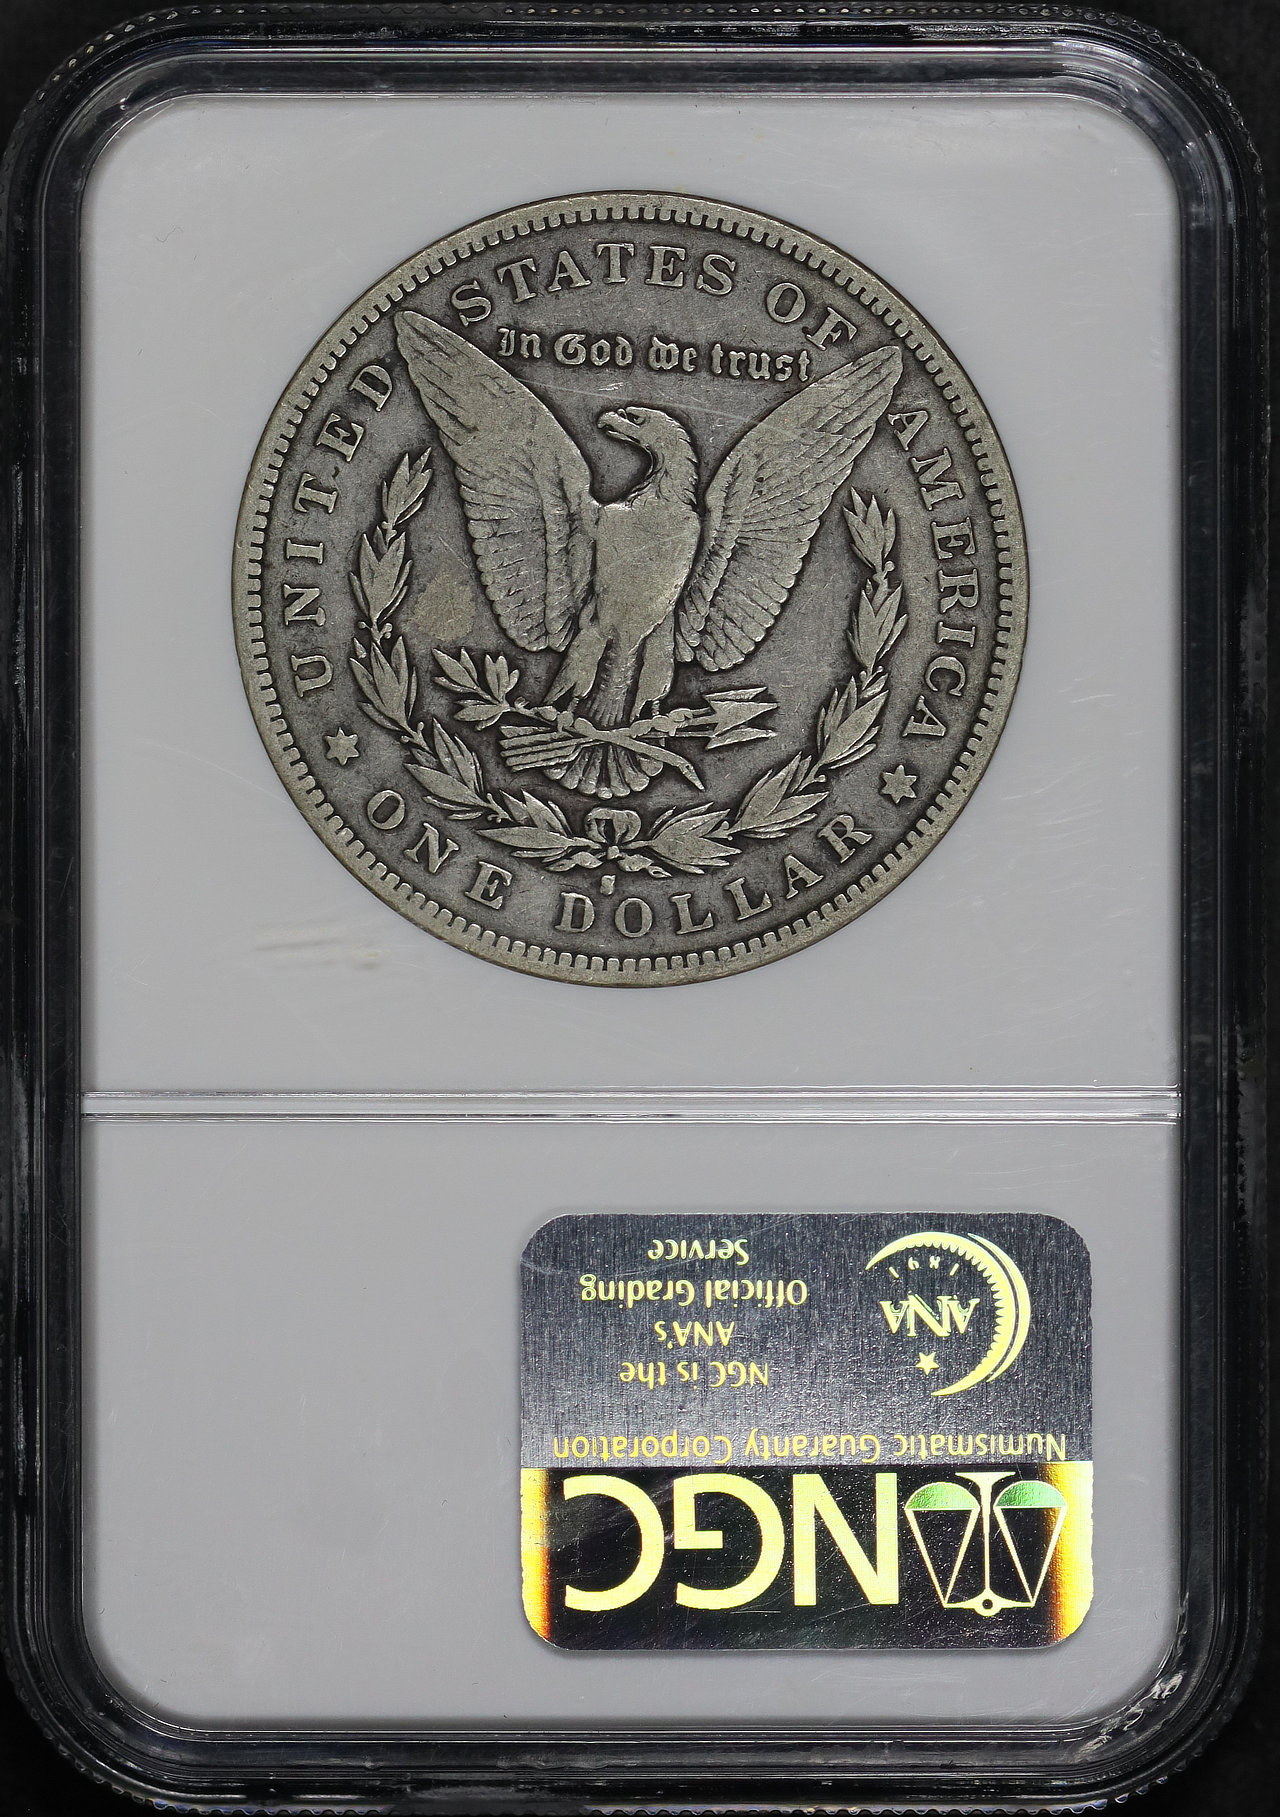 UNITED STATES OF AMERICA
In God We trust
S
ONE DOLLAR
NGC
Numismatic Guaranty Corporation
NGC is the
ANA's
Official Grading
Service
ANA
1891